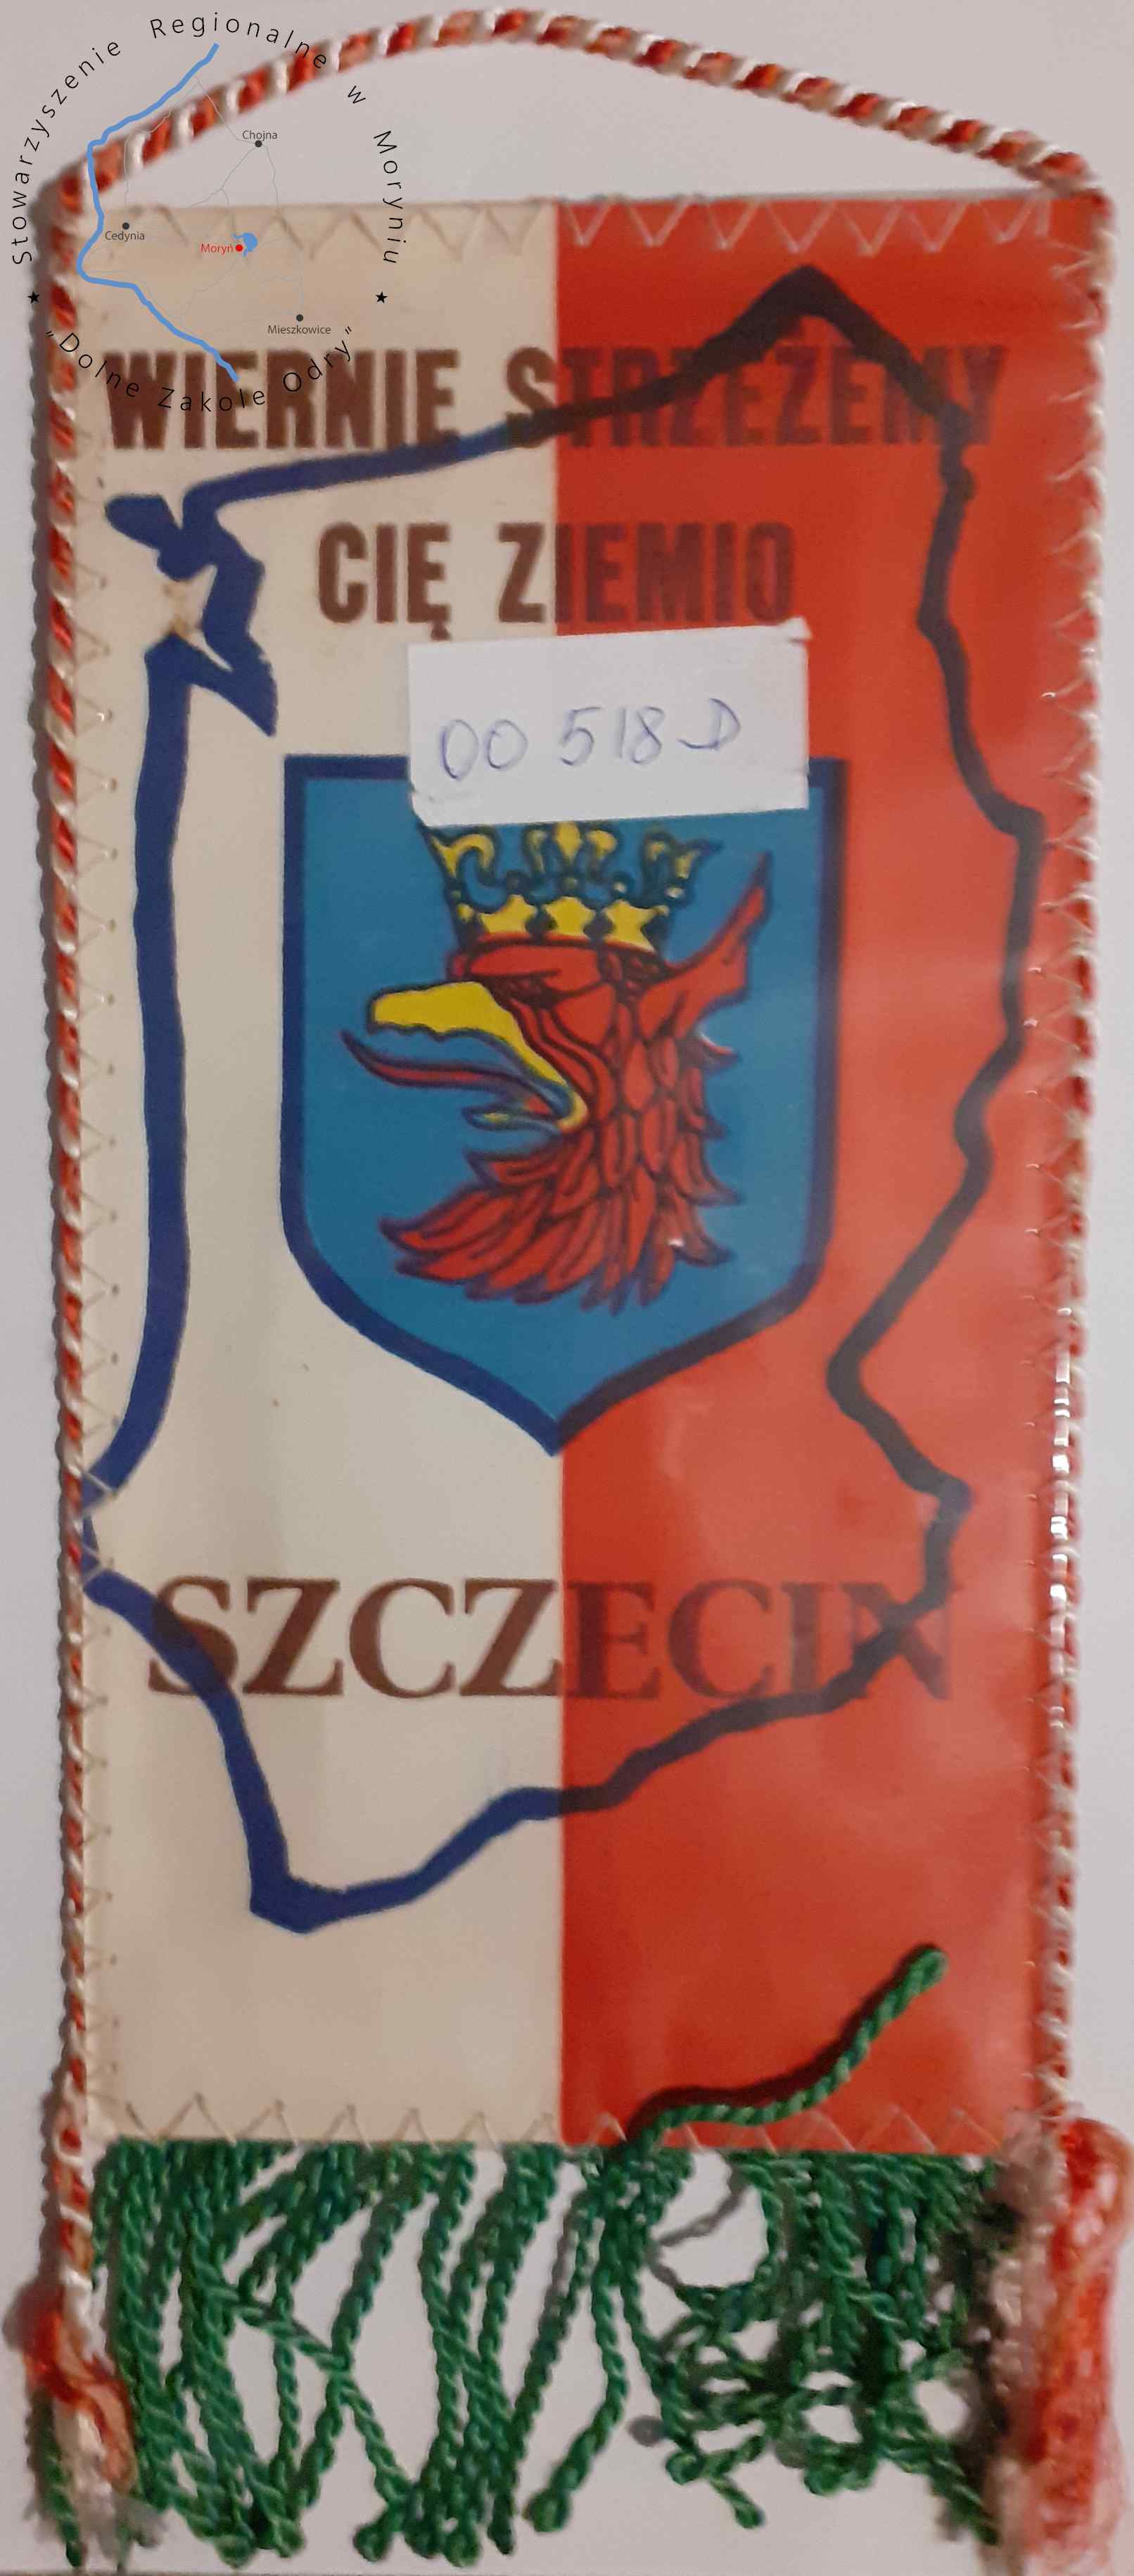 Stowarzyszenie Regionalne w Moryniu
Chojna
Cedynia
Moryń
Mieszkowice
★ „Dolne Zakole Odry” ★
WIERNIE STRZEŻEMY
CIĘ ZIEMIO
00 518 D
SZCZECIN